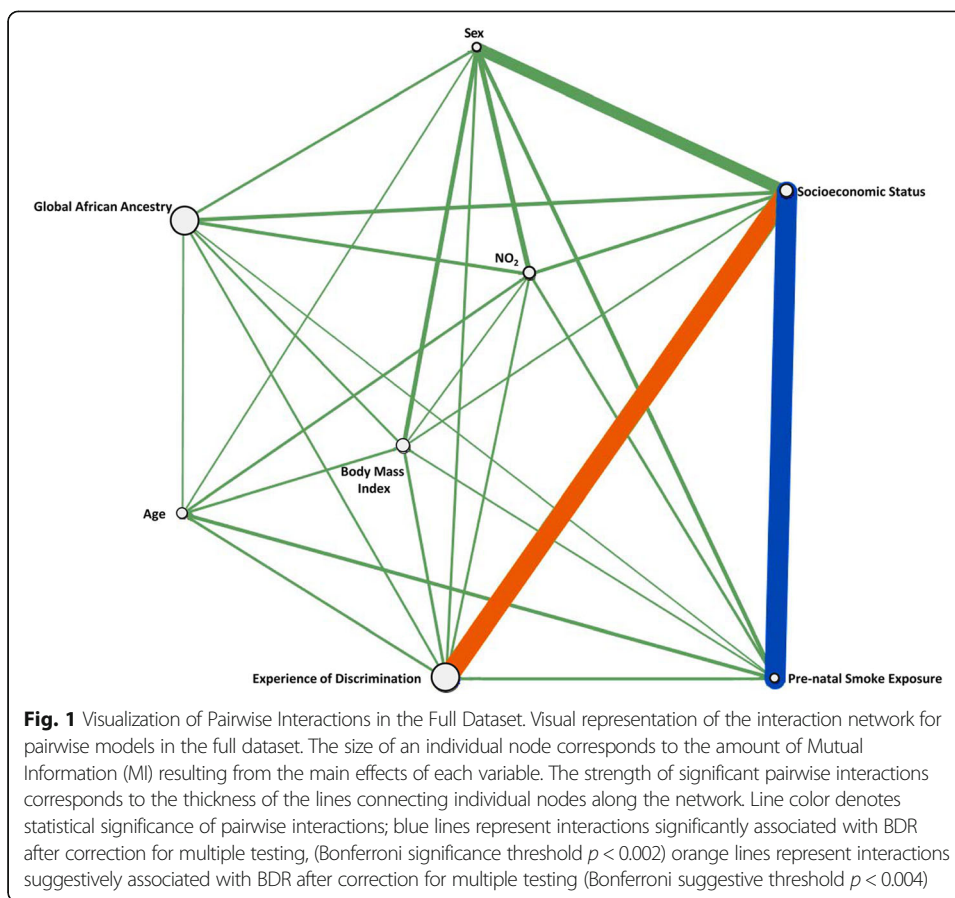 Sex
Socioeconomic Status
Global African Ancestry
NO₂
Body Mass
Index
Age
Experience of Discrimination
Pre-natal Smoke Exposure
Fig. 1 Visualization of Pairwise Interactions in the Full Dataset. Visual representation of the interaction network for
pairwise models in the full dataset. The size of an individual node corresponds to the amount of Mutual
Information (MI) resulting from the main effects of each variable. The strength of significant pairwise interactions
corresponds to the thickness of the lines connecting individual nodes along the network. Line color denotes
statistical significance of pairwise interactions; blue lines represent interactions significantly associated with BDR
after correction for multiple testing, (Bonferroni significance threshold p < 0.002) orange lines represent interactions
suggestively associated with BDR after correction for multiple testing (Bonferroni suggestive threshold p < 0.004)